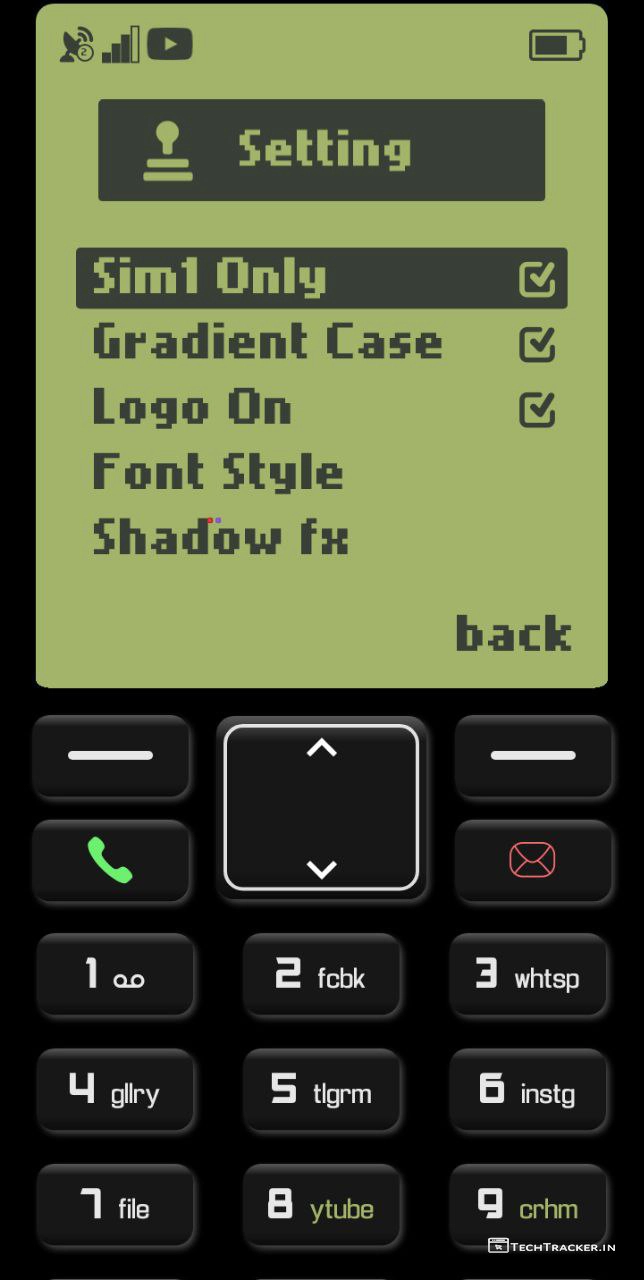 2
Setting
Sim1 Only
Gradient Case
Logo On
Font Style
Shadow fx
back
1
2 fcbk
3 whtsp
4 gllry
5 tlgrm
6 instg
7 file
8 ytube
9 crhm
TECHTRACKER.IN